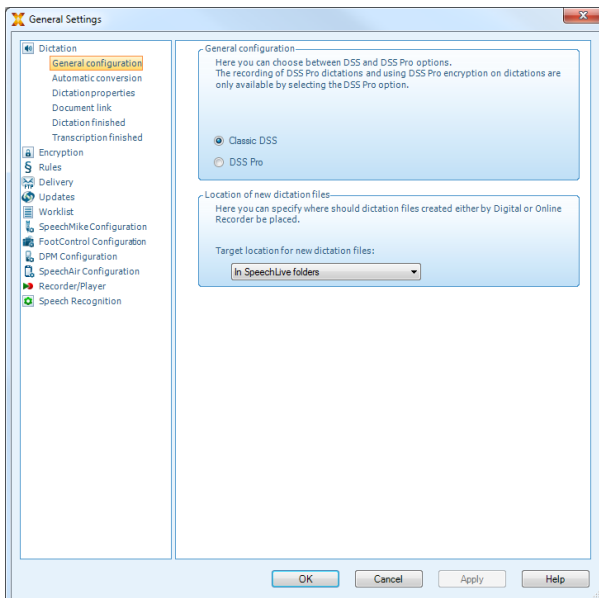 General Settings
Dictation
General configuration
Automatic conversion
Dictation properties
Document link
Dictation finished
Transcription finished
Encryption
Rules
Delivery
Updates
Worklist
SpeechMike Configuration
FootControl Configuration
DPM Configuration
SpeechAir Configuration
Recorder/Player
Speech Recognition
General configuration
Here you can choose between DSS and DSS Pro options.
The recording of DSS Pro dictations and using DSS Pro encryption on dictations are
only available by selecting the DSS Pro option.
Classic DSS
DSS Pro
Location of new dictation files
Here you can specify where should dictation files created either by Digital or Online
Recorder be placed.
Target location for new dictation files:
In SpeechLive folders
OK Cancel Apply Help